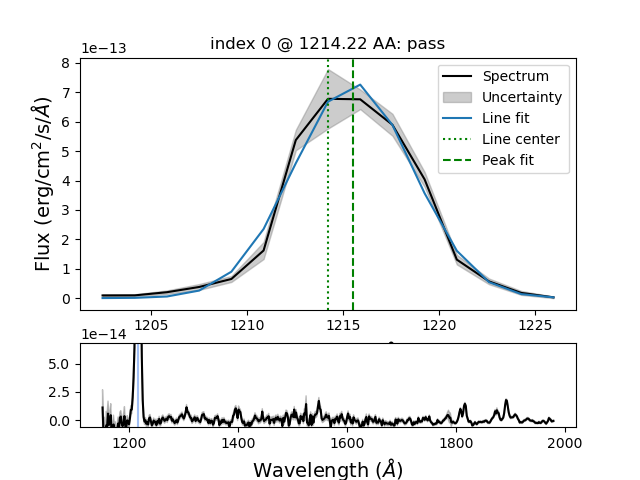 index 0 @ 1214.22 AA: pass
1e−13
8
7
6
5
4
3
2
1
0
Flux (erg/cm²/s/Å)
Spectrum
Uncertainty
Line fit
Line center
Peak fit
1205 1210 1215 1220 1225
1e−14
5.0
2.5
0.0
1200 1400 1600 1800 2000
Wavelength (Å)